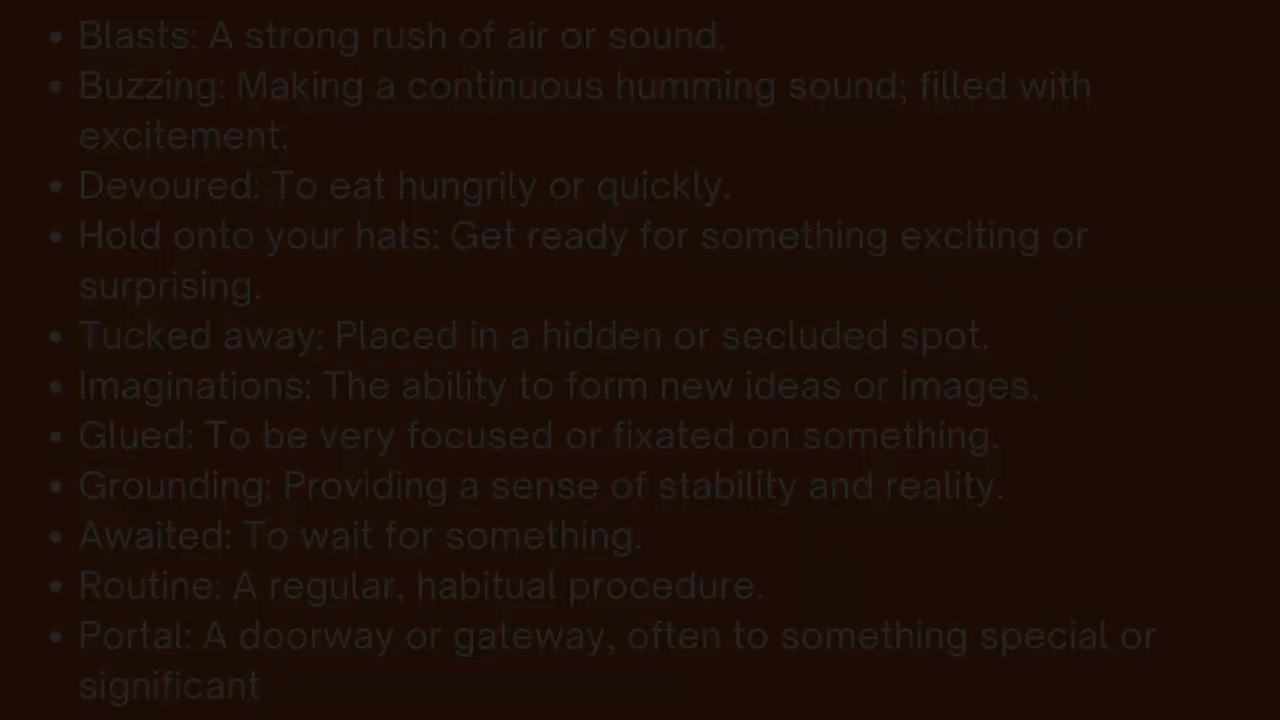 • Blasts: A strong rush of air or sound.
• Buzzing: Making a continuous humming sound; filled with
excitement.
• Devoured: To eat hungrily or quickly.
• Hold onto your hats: Get ready for something exciting or
surprising.
• Tucked away: Placed in a hidden or secluded spot.
• Imaginations: The ability to form new ideas or images.
• Glued: To be very focused or fixated on something.
• Grounding: Providing a sense of stability and reality.
• Awaited: To wait for something.
• Routine: A regular, habitual procedure.
• Portal: A doorway or gateway, often to something special or
significant